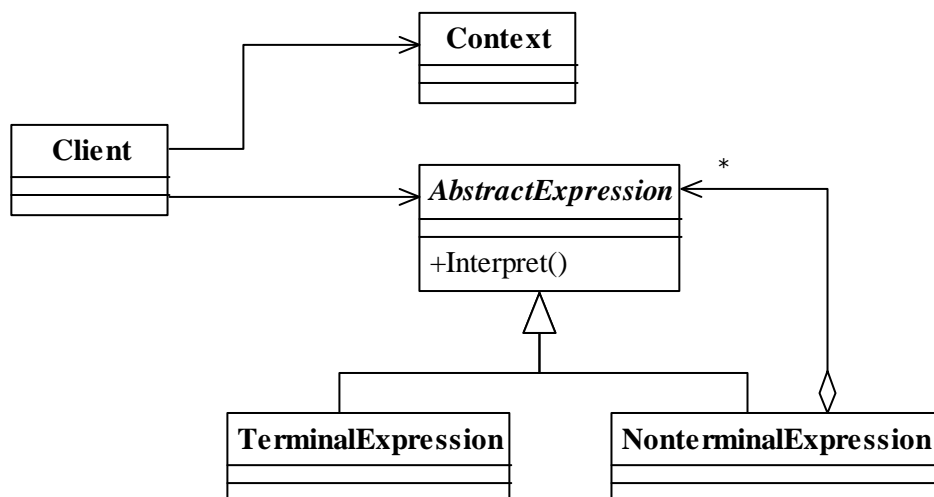 Context
Client
AbstractExpression
*
+Interpret()
TerminalExpression
NonterminalExpression